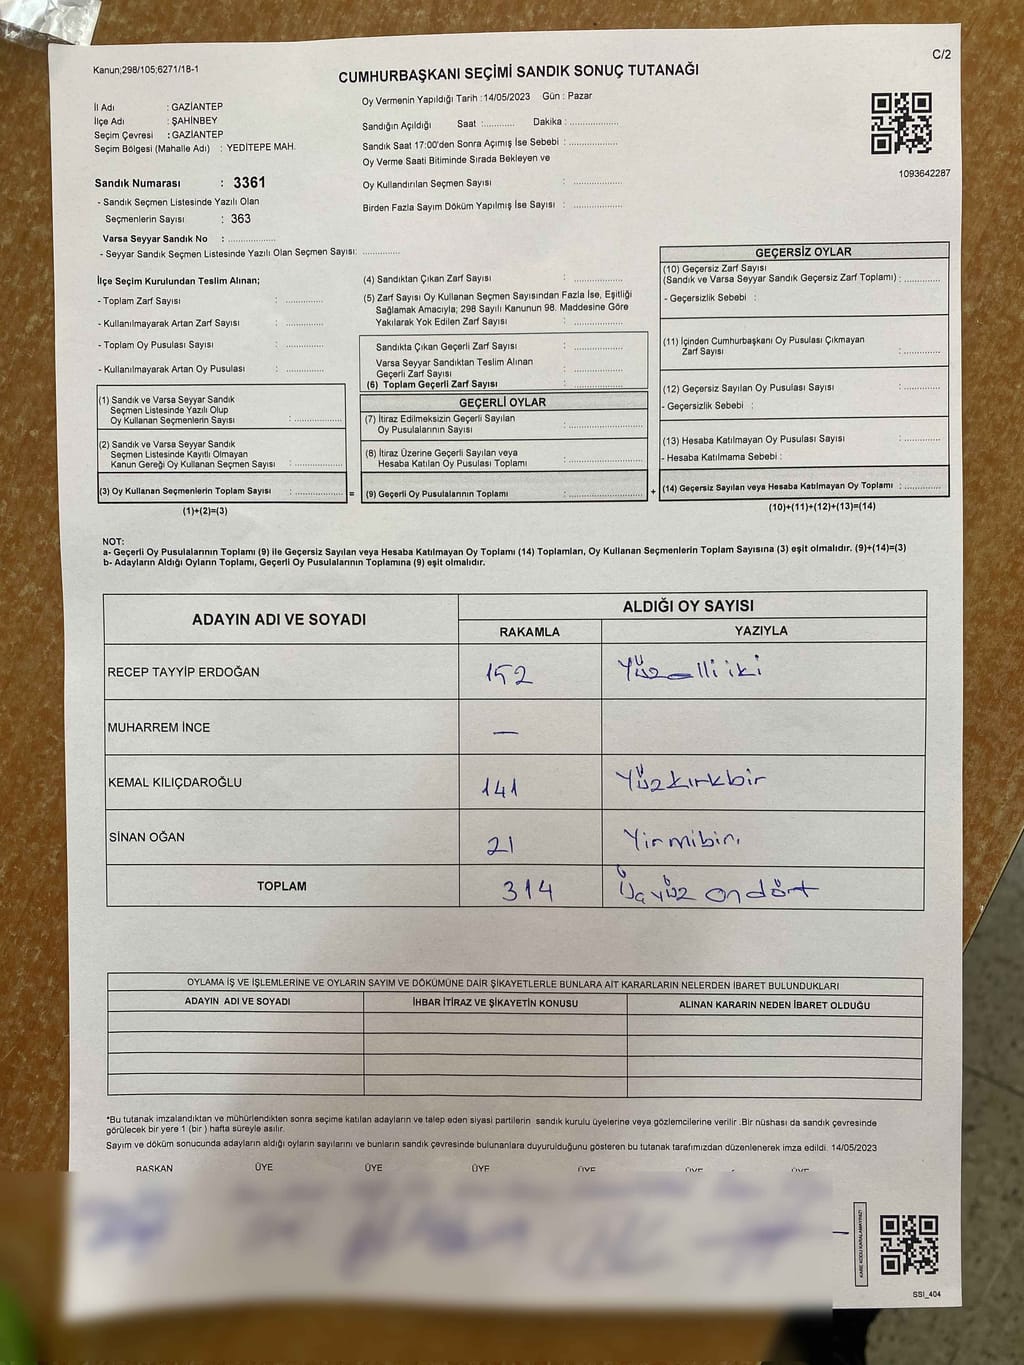 Kanun;298/105;6271/18-1
C/2
CUMHURBAŞKANI SEÇİMİ SANDIK SONUÇ TUTANAĞI
İl Adı : GAZİANTEP
İlçe Adı : ŞAHİNBEY
Seçim Çevresi : GAZİANTEP
Seçim Bölgesi (Mahalle Adı) : YEDİTEPE MAH.
Oy Vermenin Yapıldığı Tarih :14/05/2023 Gün : Pazar
Sandığın Açıldığı Saat :........... Dakika : ..................
Sandık Saat 17:00'den Sonra Açımış İse Sebebi : ..................
Oy Verme Saati Bitiminde Sırada Bekleyen ve
Oy Kullandırılan Seçmen Sayısı : ..................
Birden Fazla Sayım Döküm Yapılmış İse Sayısı : ..................
1093642287
Sandık Numarası : 3361
- Sandık Seçmen Listesinde Yazılı Olan
Seçmenlerin Sayısı : 363
Varsa Seyyar Sandık No : .................
- Seyyar Sandık Seçmen Listesinde Yazılı Olan Seçmen Sayısı: .............
İlçe Seçim Kurulundan Teslim Alınan;
- Toplam Zarf Sayısı : .............
- Kullanılmayarak Artan Zarf Sayısı : .............
- Toplam Oy Pusulası Sayısı : .............
- Kullanılmayarak Artan Oy Pusulası : .............
(1) Sandık ve Varsa Seyyar Sandık
Seçmen Listesinde Yazılı Olup
Oy Kullanan Seçmenlerin Sayısı : .................
(2) Sandık ve Varsa Seyyar Sandık
Seçmen Listesinde Kayıtlı Olmayan
Kanun Gereği Oy Kullanan Seçmen Sayısı : .................
(3) Oy Kullanan Seçmenlerin Toplam Sayısı : ................. =
(1)+(2)=(3)
(4) Sandıktan Çıkan Zarf Sayısı : .................
(5) Zarf Sayısı Oy Kullanan Seçmen Sayısından Fazla İse, Eşitliği
Sağlamak Amacıyla; 298 Sayılı Kanunun 98. Maddesine Göre
Yakılarak Yok Edilen Zarf Sayısı : .................
Sandıkta Çıkan Geçerli Zarf Sayısı : .................
Varsa Seyyar Sandıktan Teslim Alınan
Geçerli Zarf Sayısı : .................
(6) Toplam Geçerli Zarf Sayısı : .................
GEÇERLİ OYLAR
(7) İtiraz Edilmeksizin Geçerli Sayılan
Oy Pusulalarının Sayısı : .................
(8) İtiraz Üzerine Geçerli Sayılan veya
Hesaba Katılan Oy Pusulası Toplamı : .................
(9) Geçerli Oy Pusulalarının Toplamı : ................. +
GEÇERSİZ OYLAR
(10) Geçersiz Zarf Sayısı
(Sandık ve Varsa Seyyar Sandık Geçersiz Zarf Toplamı) : .............
- Geçersizlik Sebebi :
(11) İçinden Cumhurbaşkanı Oy Pusulası Çıkmayan
Zarf Sayısı : .............
(12) Geçersiz Sayılan Oy Pusulası Sayısı : .............
- Geçersizlik Sebebi :
(13) Hesaba Katılmayan Oy Pusulası Sayısı : .............
- Hesaba Katılmama Sebebi :
(14) Geçersiz Sayılan veya Hesaba Katılmayan Oy Toplamı : .............
(10)+(11)+(12)+(13)=(14)
NOT:
a- Geçerli Oy Pusulalarının Toplamı (9) ile Geçersiz Sayılan veya Hesaba Katılmayan Oy Toplamı (14) Toplamları, Oy Kullanan Seçmenlerin Toplam Sayısına (3) eşit olmalıdır. (9)+(14)=(3)
b- Adayların Aldığı Oyların Toplamı, Geçerli Oy Pusulalarının Toplamına (9) eşit olmalıdır.
ADAYIN ADI VE SOYADI ALDIĞI OY SAYISI
RAKAMLA YAZIYLA
RECEP TAYYİP ERDOĞAN 152 Yüzelli iki
MUHARREM İNCE —
KEMAL KILIÇDAROĞLU 141 Yüzkırkbir
SİNAN OĞAN 21 Yirmibir.
TOPLAM 314 Üçyüz ondört
OYLAMA İŞ VE İŞLEMLERİNE VE OYLARIN SAYIM VE DÖKÜMÜNE DAİR ŞİKAYETLERLE BUNLARA AİT KARARLARIN NELERDEN İBARET BULUNDUKLARI
ADAYIN ADI VE SOYADI İHBAR İTİRAZ VE ŞİKAYETİN KONUSU ALINAN KARARIN NEDEN İBARET OLDUĞU
*Bu tutanak imzalandıktan ve mühürlendikten sonra seçime katılan adayların ve talep eden siyasi partilerin sandık kurulu üyelerine veya gözlemcilerine verilir .Bir nüshası da sandık çevresinde
görülecek bir yere 1 (bir ) hafta süreyle asılır.
Sayım ve döküm sonucunda adayların aldığı oyların sayılarını ve bunların sandık çevresinde bulunanlara duyurulduğunu gösteren bu tutanak tarafımızdan düzenlenerek imza edildi. 14/05/2023
BAŞKAN ÜYE ÜYE ÜYE ÜYE ÜYE ÜYE
KARE KODU KARALAMAYINIZ!
SSI_404